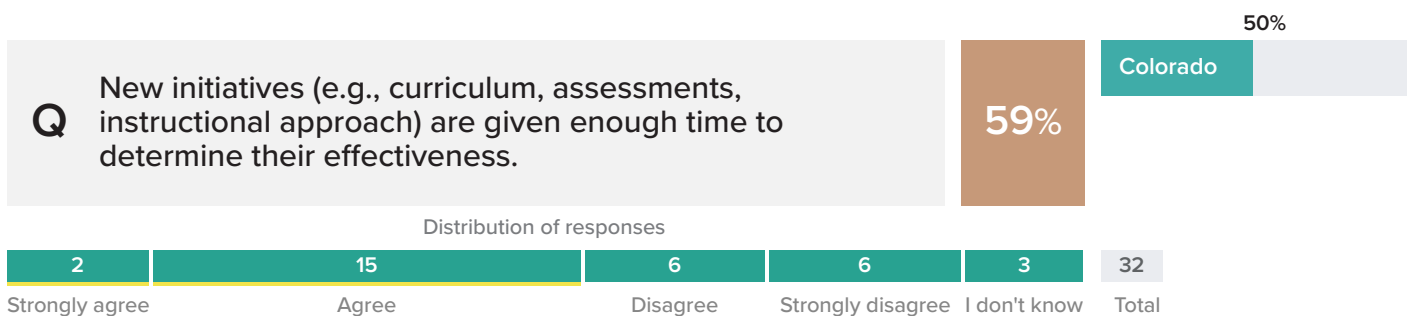 50%
Q
New initiatives (e.g., curriculum, assessments,
instructional approach) are given enough time to
determine their effectiveness.
59%
Colorado
Distribution of responses
2 15 6 6 3 32
Strongly agree Agree Disagree Strongly disagree I don't know Total